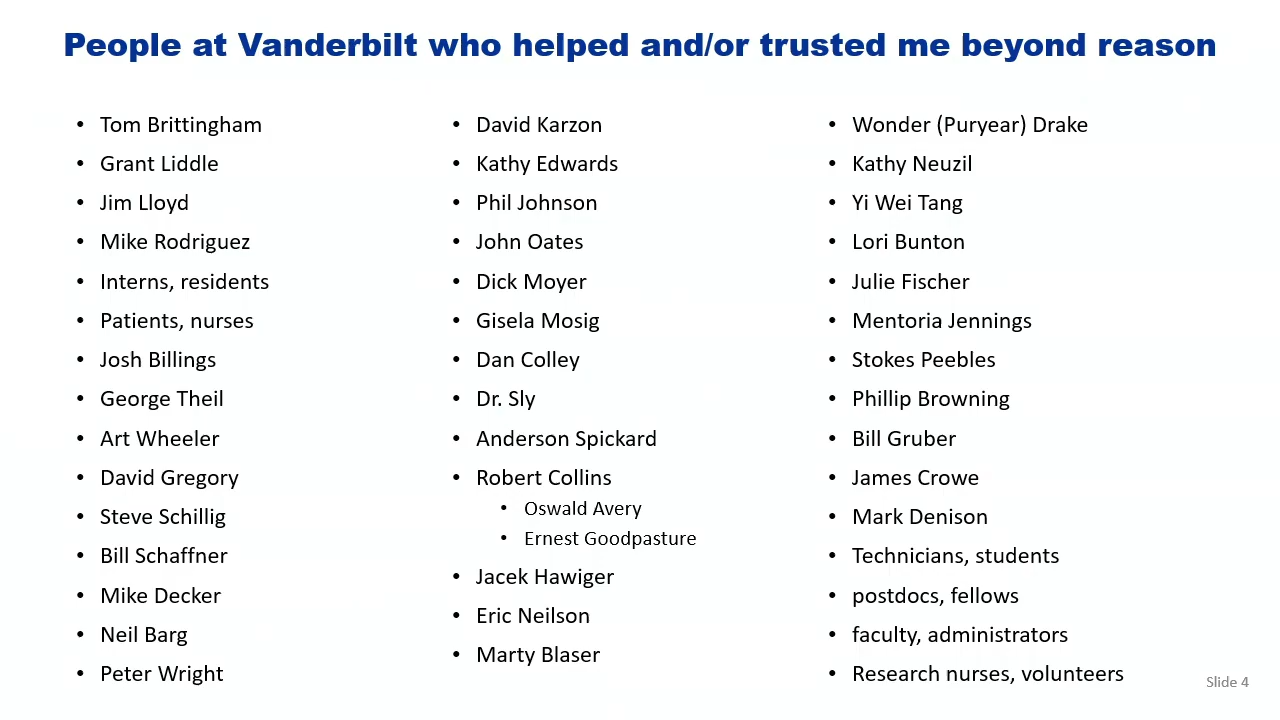 People at Vanderbilt who helped and/or trusted me beyond reason
• Tom Brittingham
• Grant Liddle
• Jim Lloyd
• Mike Rodriguez
• Interns, residents
• Patients, nurses
• Josh Billings
• George Theil
• Art Wheeler
• David Gregory
• Steve Schillig
• Bill Schaffner
• Mike Decker
• Neil Barg
• Peter Wright
• David Karzon
• Kathy Edwards
• Phil Johnson
• John Oates
• Dick Moyer
• Gisela Mosig
• Dan Colley
• Dr. Sly
• Anderson Spickard
• Robert Collins
• Oswald Avery
• Ernest Goodpasture
• Jacek Hawiger
• Eric Neilson
• Marty Blaser
• Wonder (Puryear) Drake
• Kathy Neuzil
• Yi Wei Tang
• Lori Bunton
• Julie Fischer
• Mentoria Jennings
• Stokes Peebles
• Phillip Browning
• Bill Gruber
• James Crowe
• Mark Denison
• Technicians, students
• postdocs, fellows
• faculty, administrators
• Research nurses, volunteers
Slide 4